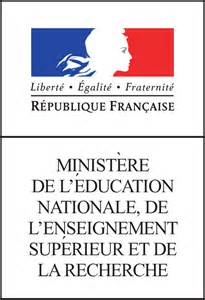 Liberté • Égalité • Fraternité
RÉPUBLIQUE FRANÇAISE
MINISTÈRE
DE L'ÉDUCATION
NATIONALE, DE
L'ENSEIGNEMENT
SUPÉRIEUR ET DE
LA RECHERCHE